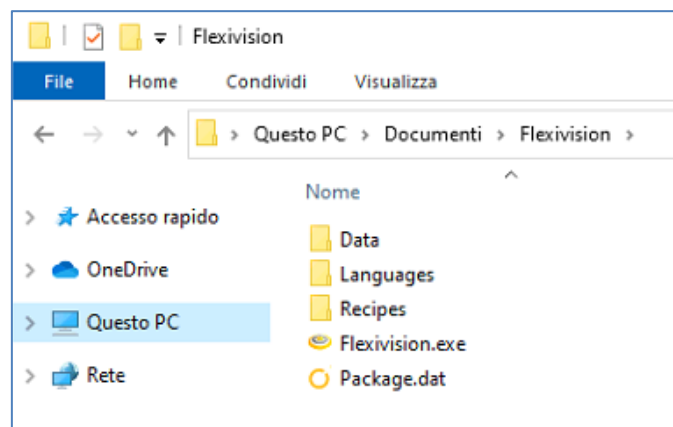 Flexivision
File Home Condividi Visualizza
Questo PC > Documenti > Flexivision >
Nome
Accesso rapido
OneDrive
Questo PC
Rete
Data
Languages
Recipes
Flexivision.exe
Package.dat